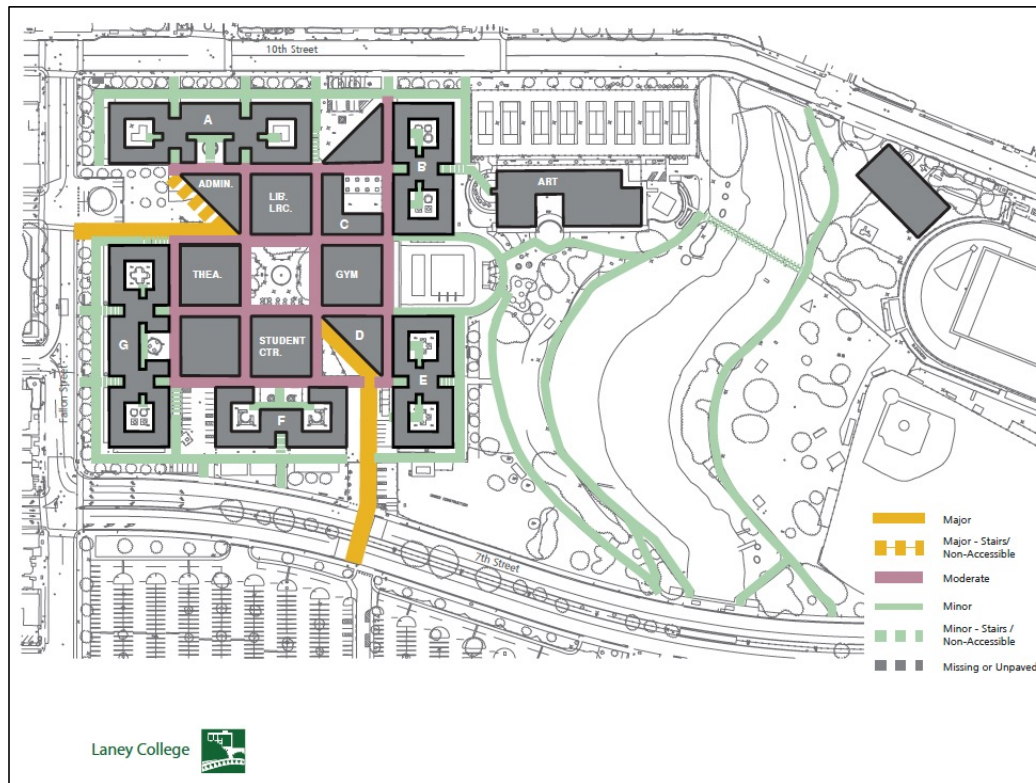 10th Street
A
ADMIN.
LIB.
LRC.
B
C
ART
THEA.
GYM
G
STUDENT
CTR.
D
E
F
Fallon Street
7th Street
Major
Major - Stairs/
Non-Accessible
Moderate
Minor
Minor - Stairs /
Non-Accessible
Missing or Unpaved
Laney College